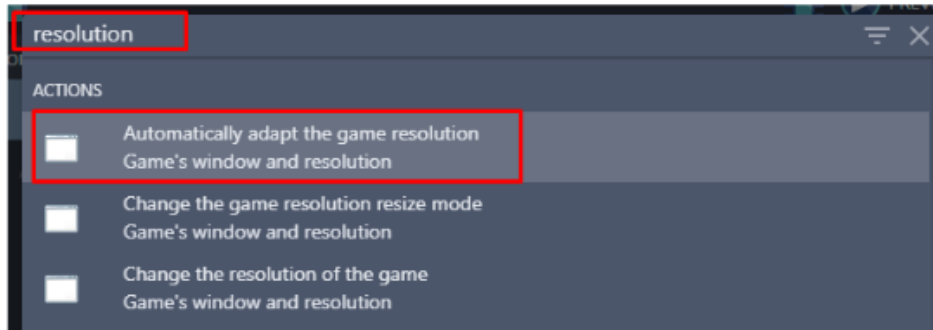 resolution
ACTIONS
Automatically adapt the game resolution
Game's window and resolution
Change the game resolution resize mode
Game's window and resolution
Change the resolution of the game
Game's window and resolution